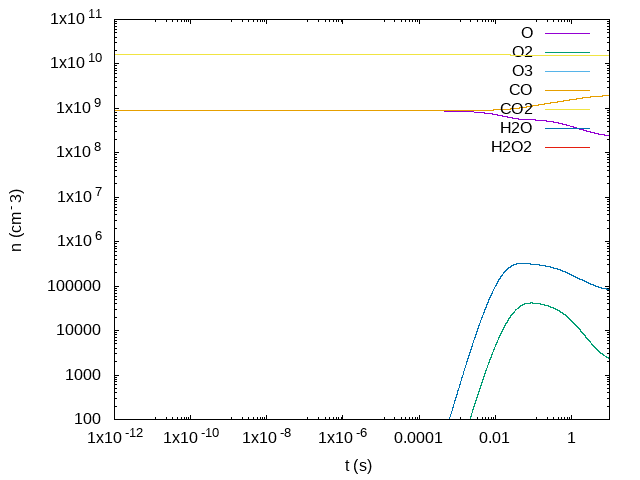 1x10^11
1x10^10
1x10^9
1x10^8
1x10^7
1x10^6
100000
10000
1000
100
n (cm^-3)
O
O2
O3
CO
CO2
H2O
H2O2
1x10^-12
1x10^-10
1x10^-8
1x10^-6
0.0001
0.01
1
t (s)